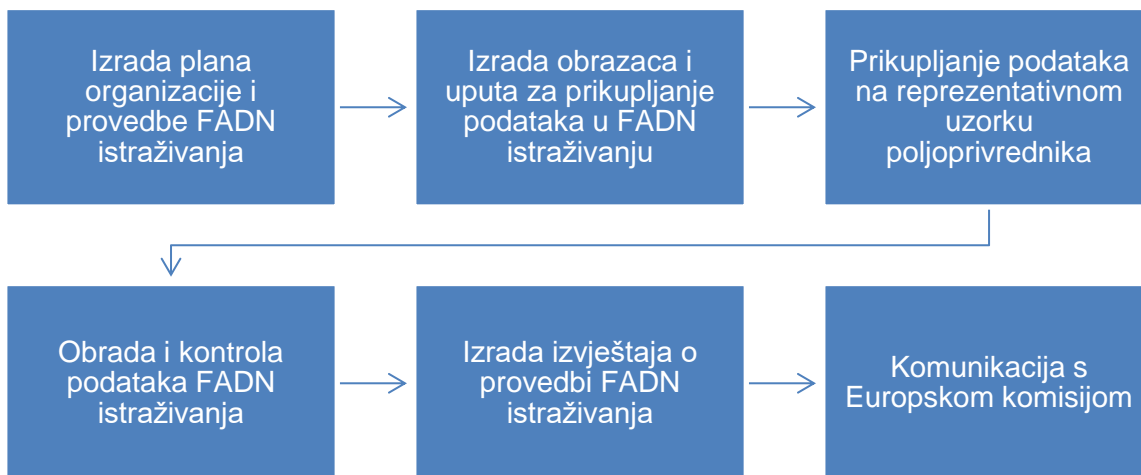 Izrada plana
organizacije i
provedbe FADN
istraživanja
Izrada obrazaca i
uputa za prikupljanje
podataka u FADN
istraživanju
Prikupljanje podataka
na reprezentativnom
uzorku
poljoprivrednika
Obrada i kontrola
podataka FADN
istraživanja
Izrada izvještaja o
provedbi FADN
istraživanja
Komunikacija s
Europskom komisijom